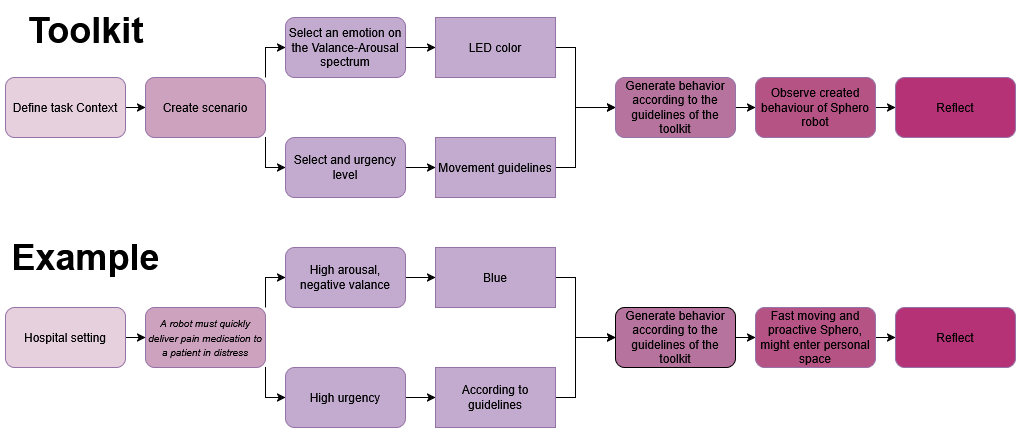 Toolkit
Select an emotion on
the Valance-Arousal
spectrum
LED color
Define task Context
Create scenario
Generate behavior
according to the
guidelines of the
toolkit
Observe created
behaviour of Sphero
robot
Reflect
Select and urgency
level
Movement guidelines
Example
High arousal,
negative valance
Blue
Hospital setting
A robot must quickly
deliver pain medication to
a patient in distress
Generate behavior
according to the
guidelines of the
toolkit
Fast moving and
proactive Sphero,
might enter personal
space
Reflect
High urgency
According to
guidelines